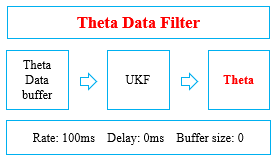 Theta Data Filter
Theta
Data
buffer
UKF
Theta
Rate: 100ms Delay: 0ms Buffer size: 0